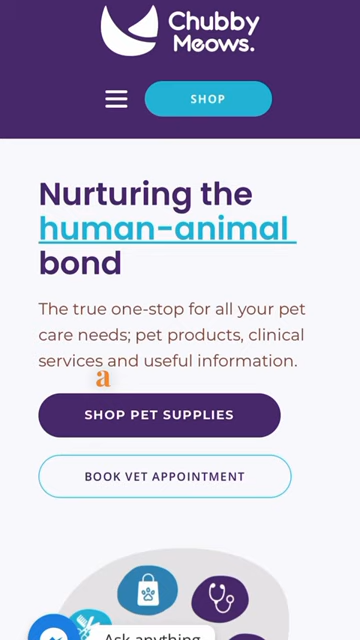 Chubby
Meows.
SHOP
Nurturing the
human-animal
bond
The true one-stop for all your pet
care needs; pet products, clinical
services and useful information.
a
SHOP PET SUPPLIES
BOOK VET APPOINTMENT
Ask anything